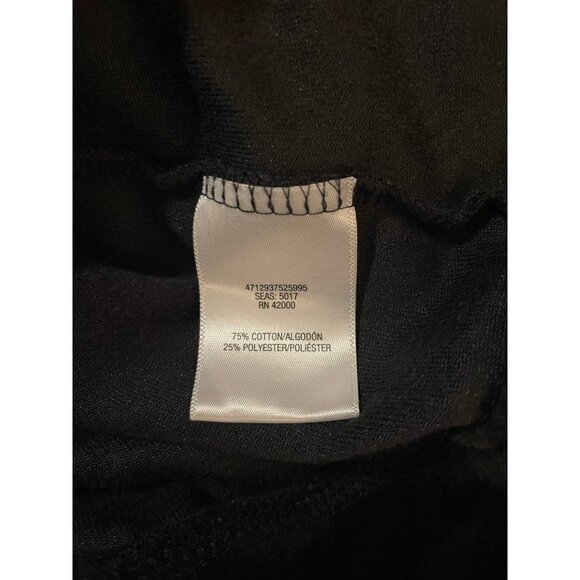 4712937525995
SEAS: 5017
RN 42000
75% COTTON/ALGODÓN
25% POLYESTER/POLIÉSTER